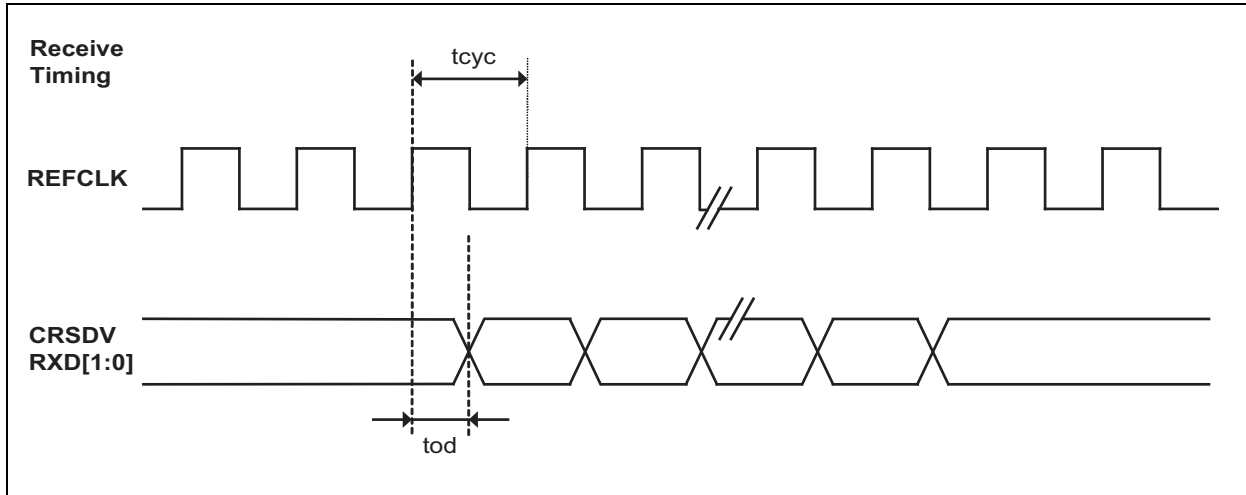 Receive
Timing
tcyc
REFCLK
CRSDV
RXD[1:0]
tod